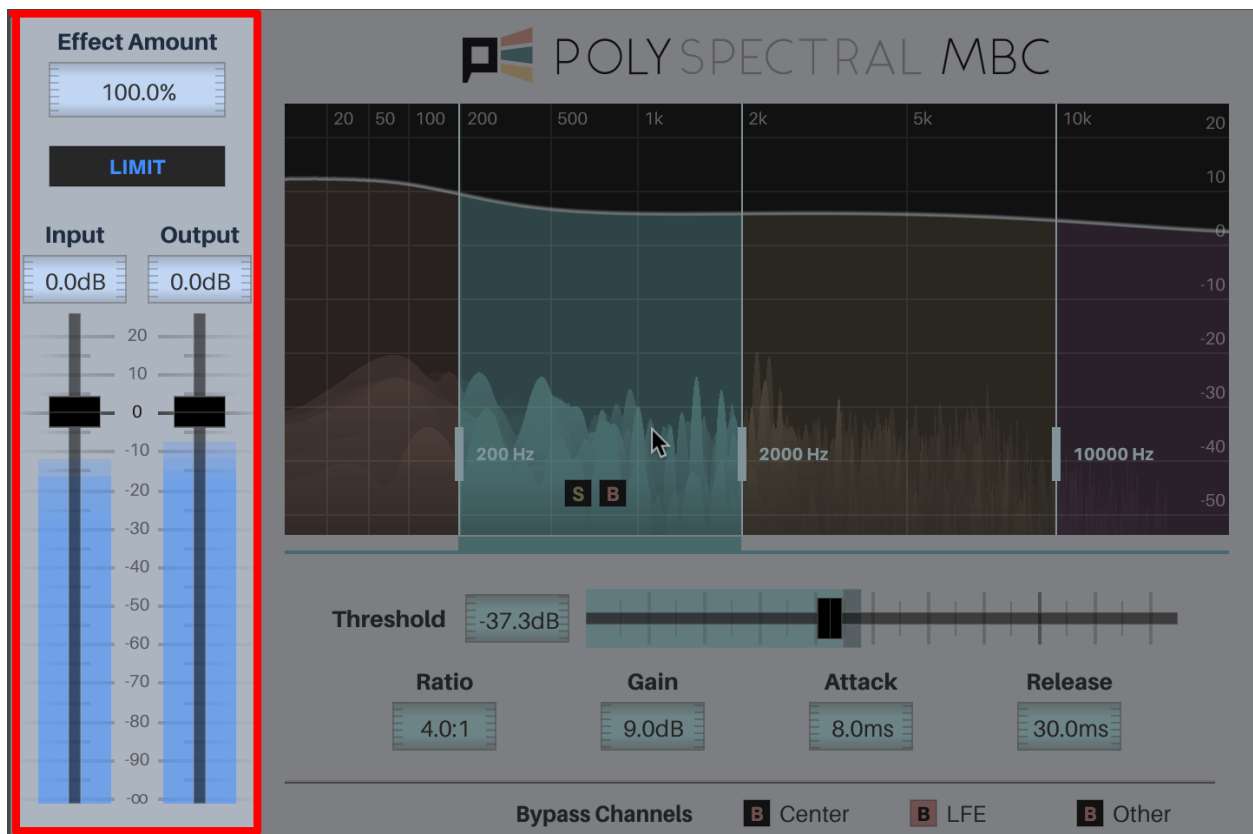 Effect Amount
100.0%
LIMIT
Input Output
0.0dB 0.0dB
20
10
0
-10
-20
-30
-40
-50
-60
-70
-80
-90
-∞
POLYSPECTRAL MBC
20 50 100 200 500 1k 2k 5k 10k
20
10
0
-10
-20
-30
-40
-50
200 Hz 2000 Hz 10000 Hz
S B
Threshold -37.3dB
Ratio Gain Attack Release
4.0:1 9.0dB 8.0ms 30.0ms
Bypass Channels B Center B LFE B Other